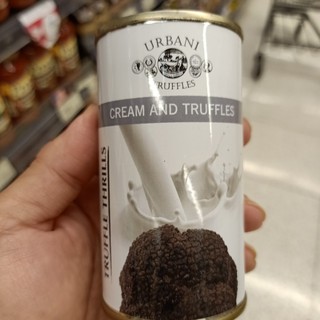 URBANI
TRUFFLES
CREAM AND TRUFFLES
TRUFFLE THRILLS